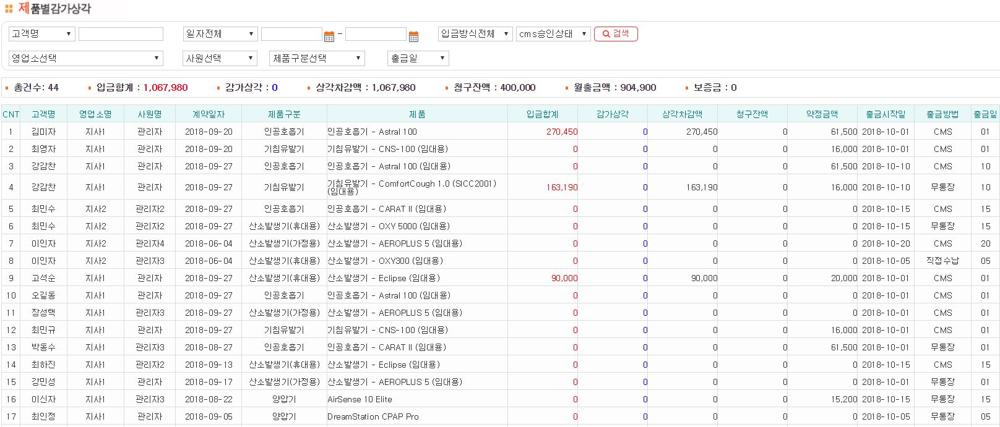 제품별감가상각
고객명 일자전체 - 입금방식전체 cms승인상태 검색
영업소선택 사원선택 제품구분선택 출금일
총건수: 44 입금합계 : 1,067,980 감가상각 : 0 상각차감액 : 1,067,980 청구잔액 : 400,000 월출금액 : 904,900 보증금 : 0
CNT 고객명 영업소명 사원명 계약일자 제품구분 제품 입금합계 감가상각 상각차감액 청구잔액 약정금액 출금시작일 출금방법 출금일
1 김미자 지사1 관리자 2018-09-20 인공호흡기 인공호흡기 - Astral 100 270,450 0 270,450 0 61,500 2018-10-01 CMS 01
2 최영자 지사1 관리자 2018-09-20 기침유발기 기침유발기 - CNS-100 (임대용) 0 0 0 0 16,000 2018-10-01 CMS 01
3 강감찬 지사1 관리자 2018-09-27 인공호흡기 인공호흡기 - Astral 100 (임대용) 0 0 0 0 61,500 2018-10-10 CMS 10
4 강감찬 지사1 관리자 2018-09-27 기침유발기 기침유발기 - ComfortCough 1.0 (SICC2001) 163,190 0 163,190 0 16,000 2018-10-10 무통장 10
(임대용)
5 최민수 지사2 관리자2 2018-09-27 인공호흡기 인공호흡기 - CARAT II (임대용) 0 0 0 0 0 2018-10-15 CMS 15
6 최민수 지사2 관리자2 2018-09-27 산소발생기(휴대용) 산소발생기 - OXY 5000 (임대용) 0 0 0 0 0 2018-10-15 무통장 15
7 이인자 지사2 관리자4 2018-06-04 산소발생기(가정용) 산소발생기 - AEROPLUS 5 (임대용) 0 0 0 0 0 2018-10-20 CMS 20
8 이인자 지사2 관리자3 2018-06-04 산소발생기(휴대용) 산소발생기 - OXY300 (임대용) 0 0 0 0 0 2018-10-05 직접수납 05
9 고석순 지사1 관리자 2018-09-27 산소발생기(휴대용) 산소발생기 - Eclipse (임대용) 90,000 0 90,000 0 20,000 2018-10-01 CMS 01
10 오길동 지사1 관리자 2018-09-27 인공호흡기 인공호흡기 - Astral 100 (임대용) 0 0 0 0 0 2018-10-01 CMS 01
11 장성택 지사1 관리자3 2018-09-27 산소발생기(가정용) 산소발생기 - AEROPLUS 5 (임대용) 0 0 0 0 0 2018-10-01 CMS 01
12 최민규 지사1 관리자 2018-09-27 기침유발기 기침유발기 - CNS-100 (임대용) 0 0 0 0 16,000 2018-10-01 CMS 01
13 박동수 지사1 관리자3 2018-08-27 인공호흡기 인공호흡기 - CARAT II (임대용) 0 0 0 0 61,500 2018-10-01 무통장 01
14 최하진 지사1 관리자2 2018-09-13 산소발생기(휴대용) 산소발생기 - Eclipse (임대용) 0 0 0 0 0 2018-10-15 CMS 15
15 강민성 지사1 관리자 2018-09-17 산소발생기(가정용) 산소발생기 - AEROPLUS 5 (임대용) 0 0 0 0 0 2018-10-01 무통장 01
16 이신자 지사1 관리자3 2018-08-22 양압기 AirSense 10 Elite 0 0 0 0 15,200 2018-10-15 무통장 15
17 최인정 지사1 관리자 2018-09-05 양압기 DreamStation CPAP Pro 0 0 0 0 0 2018-10-05 무통장 05